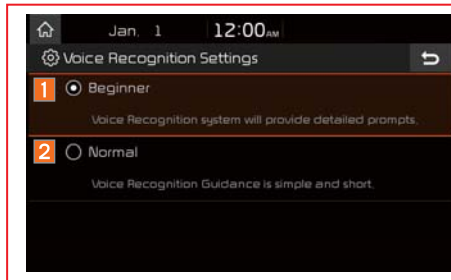 Jan. 1 12:00AM
Voice Recognition Settings
1 Beginner
Voice Recognition system will provide detailed prompts.
2 Normal
Voice Recognition Guidance is simple and short.